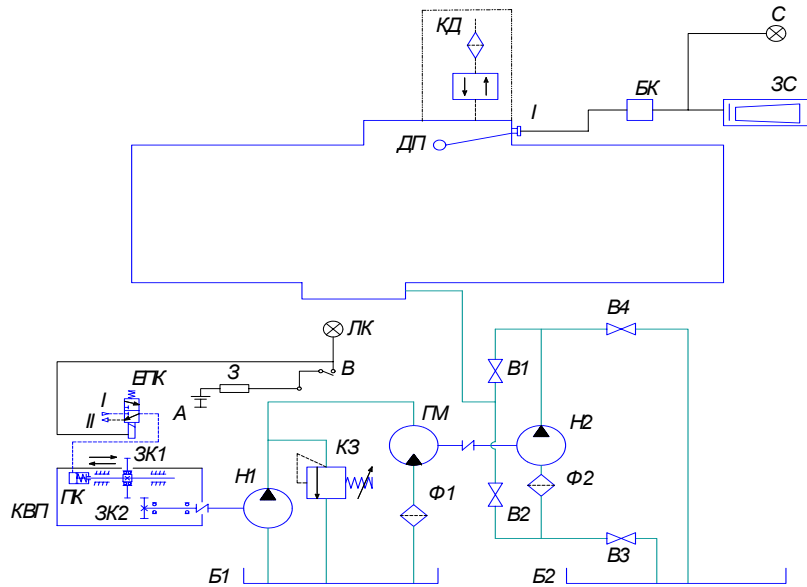 КД
С
БК
ЗС
I
ДП
В4
ЛК
В1
ЕПК
З
В
I
А
II
ГМ
Н2
ЗК1
КЗ
Н1
Ф2
ПК
Ф1
КВП
ЗК2
В2
В3
Б1
Б2